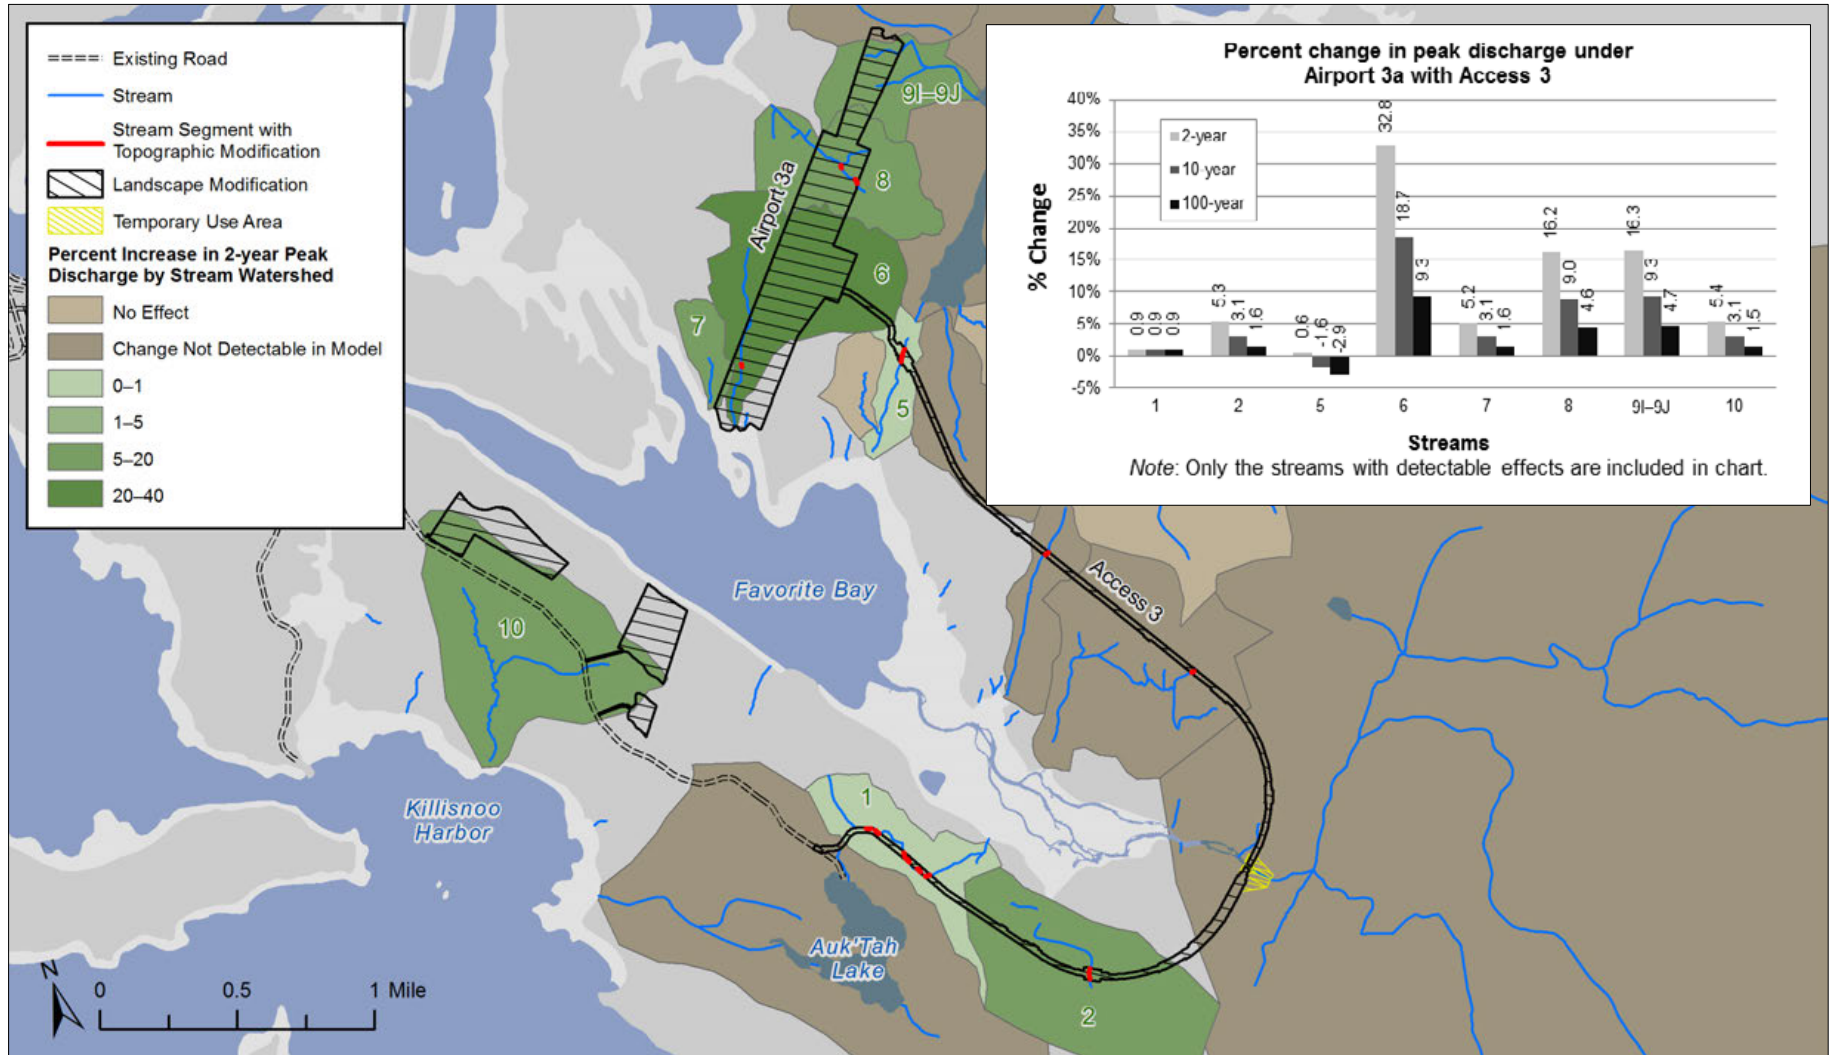 Existing Road
Stream
Stream Segment with
Topographic Modification
Landscape Modification
Temporary Use Area
Percent Increase in 2-year Peak
Discharge by Stream Watershed
No Effect
Change Not Detectable in Model
0–1
1–5
5–20
20–40
Percent change in peak discharge under
Airport 3a with Access 3
% Change
40%
35%
30%
25%
20%
15%
10%
5%
0%
-5%
2-year
10-year
100-year
0.9 0.9 0.9
5.3 3.1 1.6
0.6 -1.6 -2.9
32.8 18.7 9.3
5.2 3.1 1.6
16.2 9.0 4.6
16.3 9.3 4.7
5.4 3.1 1.5
1 2 5 6 7 8 9I–9J 10
Streams
Note: Only the streams with detectable effects are included in chart.
9I–9J
8
Airport 3a
6
7
5
Access 3
Favorite Bay
10
1
Killisnoo
Harbor
Auk'Tah
Lake
2
N
0 0.5 1 Mile